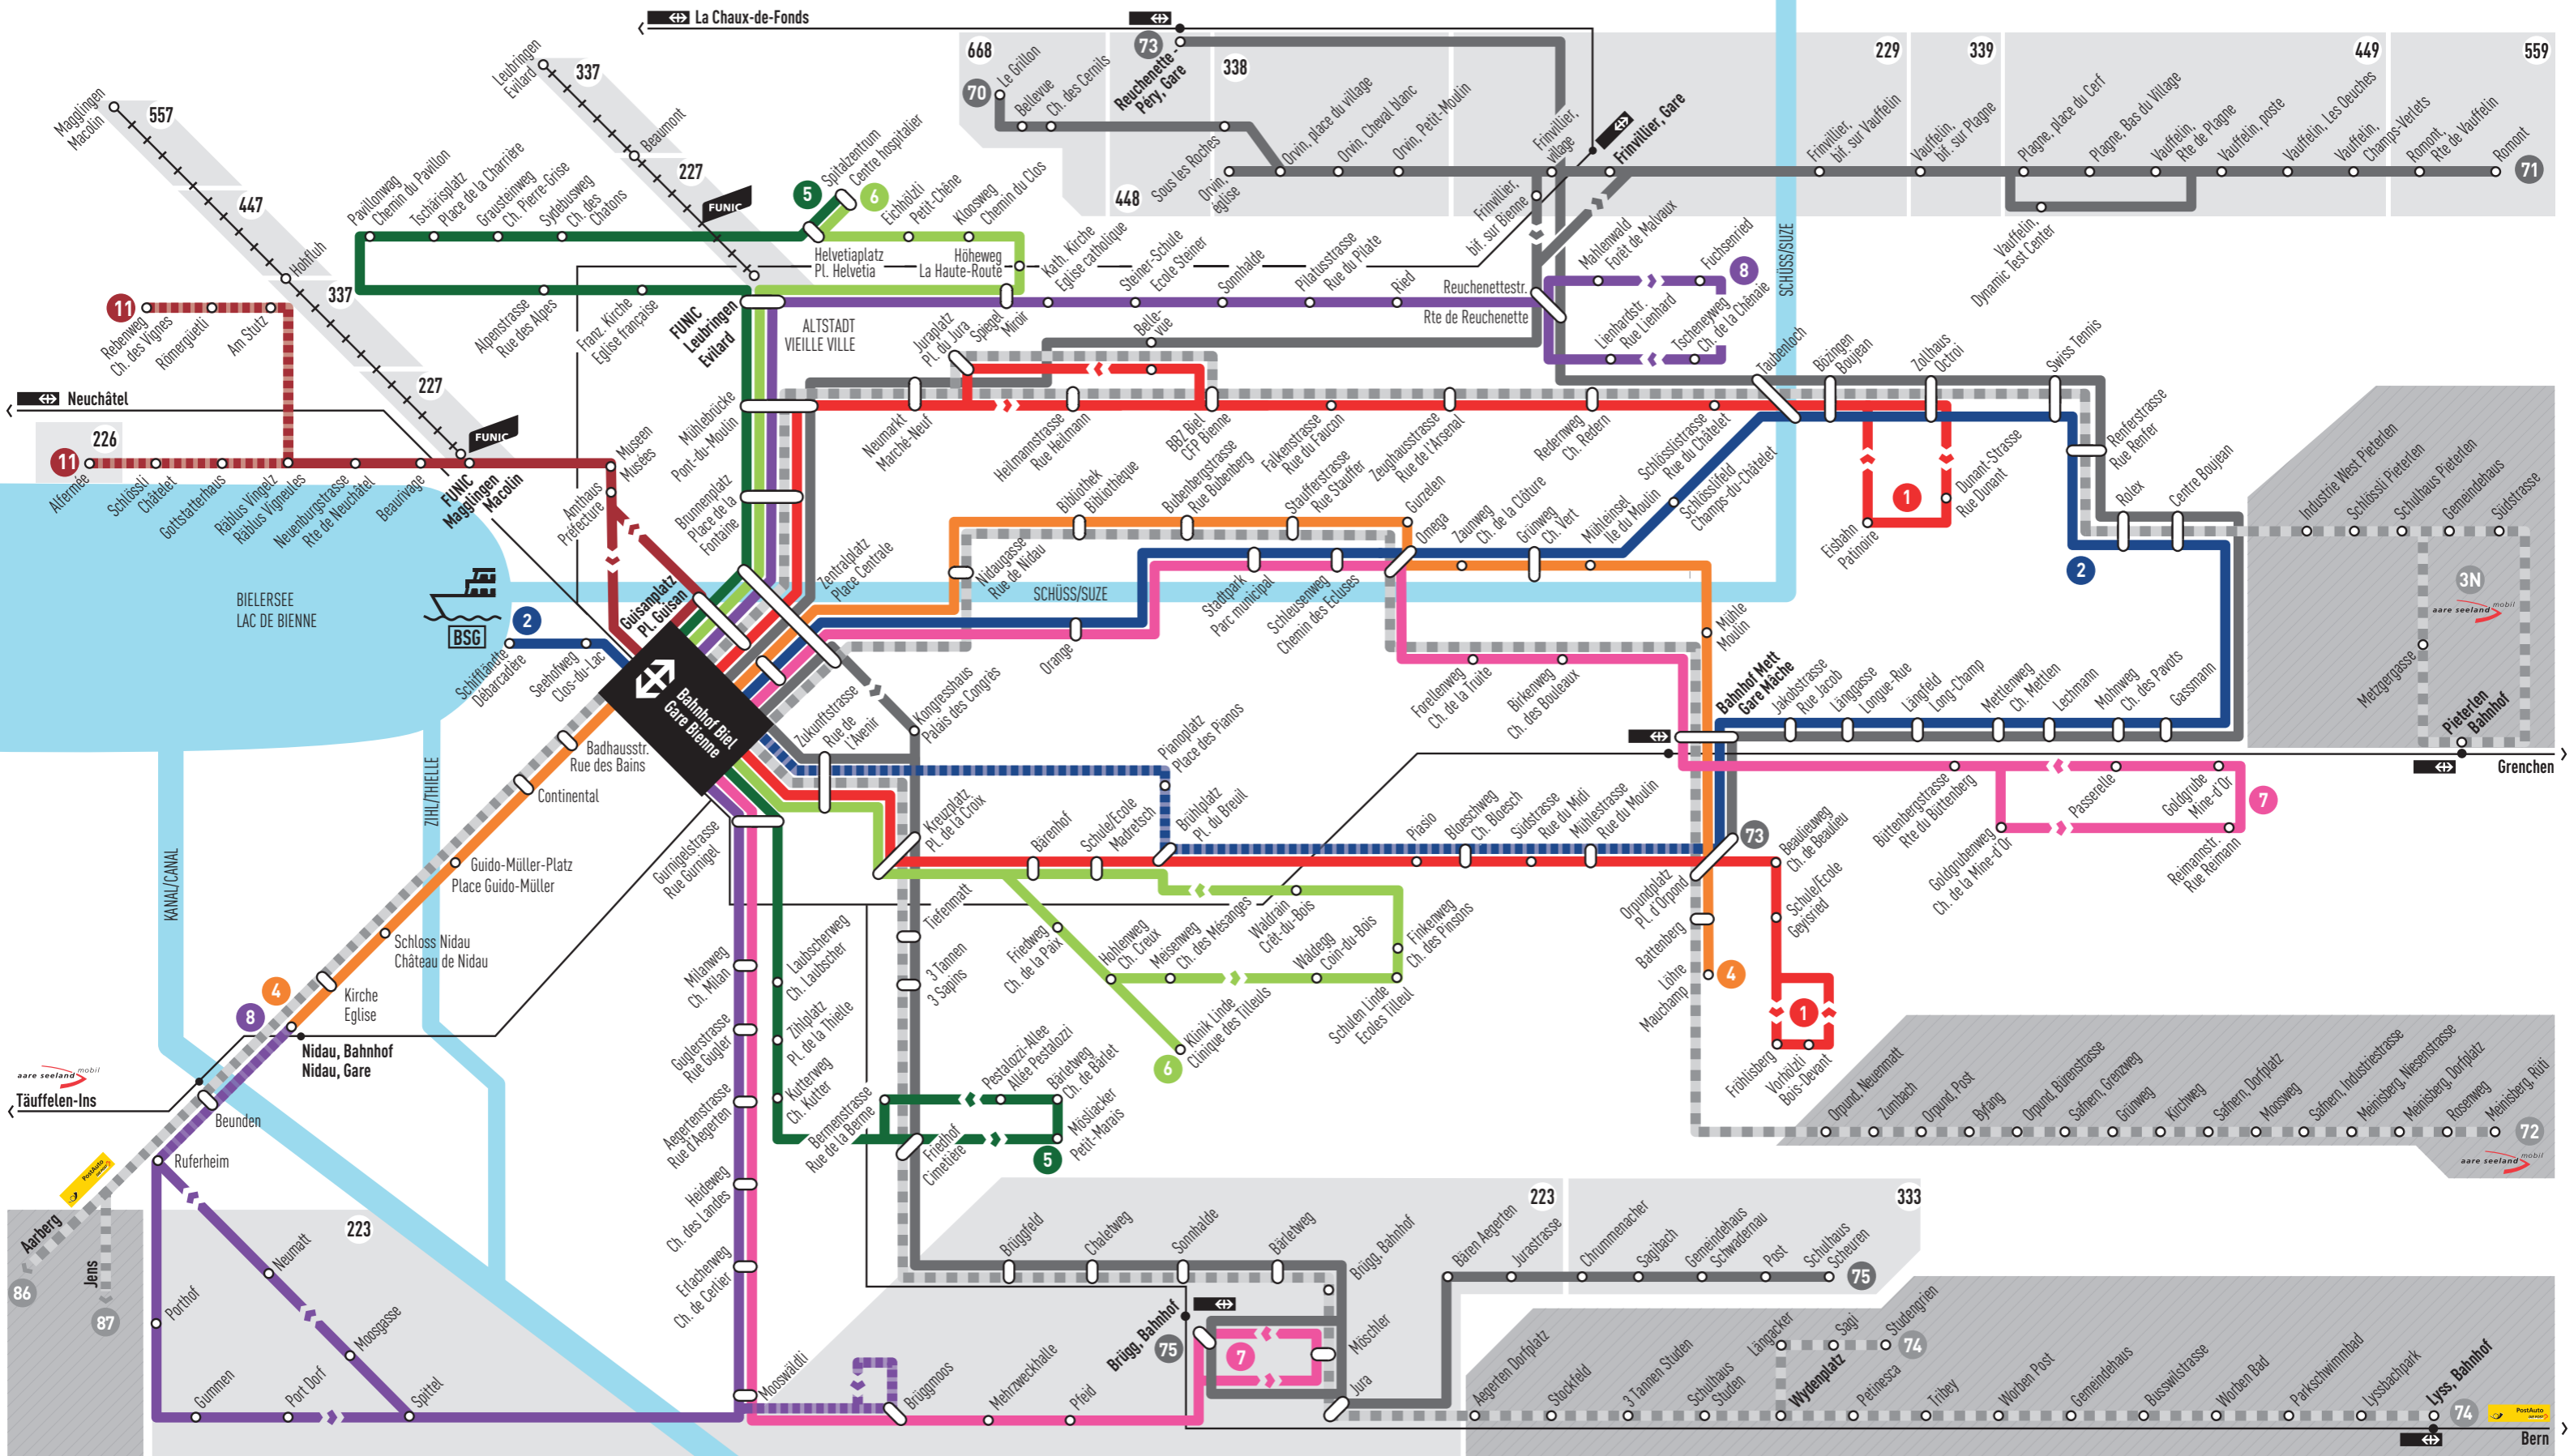 La Chaux-de-Fonds
668
70
Le Grillon
Bellevue
Ch. des Cernils
73
Reuchenette -
Péry, Gare
338
448
Sous les Roches
Orvin,
église
Orvin, place du village
Orvin, Cheval blanc
Orvin, Petit-Moulin
Frinvillier,
village
Frinvillier, Gare
Frinvillier,
bif. sur Bienne
229
Frinvillier,
bif. sur Vauffelin
339
Vauffelin,
bif. sur Plagne
Plagne, place du Cerf
Plagne, Bas du Village
Vauffelin,
Rte de Plagne
Vauffelin, poste
Vauffelin, Les Oeuches
449
Vauffelin,
Champs-Verlets
Romont,
Rte de Vauffelin
559
Romont
71
Vauffelin,
Dynamic Test Center
Leubringen
Evilard
337
Beaumont
227
FUNIC
Magglingen
Macolin
557
447
Hohfluh
337
227
FUNIC
Pavillonweg
Chemin du Pavillon
Tschärisplatz
Place de la Charrière
Grausteinweg
Ch. Pierre-Grise
Sydebusweg
Ch. des
Chatons
5
Spitalzentrum
Centre hospitalier
6
Eichhölzli
Petit-Chêne
Kloosweg
Chemin du Clos
Helvetiaplatz
Pl. Helvetia
Höheweg
La Haute-Route
Alpenstrasse
Rue des Alpes
Franz. Kirche
Eglise française
FUNIC
Leubringen
Evilard
ALTSTADT
VIEILLE VILLE
Juraplatz
Pl. du Jura
Spiegel
Miroir
Kath. Kirche
Eglise catholique
Steiner-Schule
Ecole Steiner
Sonnhalde
Pilatusstrasse
Rue du Pilate
Ried
Reuchenettestr.
Rte de Reuchenette
Mahlenwald
Forêt de Malvaux
Fuchsenried
8
Lienhardstr.
Rue Lienhard
Tscheneyweg
Ch. de la Chênaie
SCHÜSS/SUZE
Belle-
vue
11
Rebenweg
Ch. des Vignes
Römergüetli
Am Stutz
Neuchâtel
226
11
Alfermée
Schlössli
Châtelet
Gottstatterhaus
Räblus Vingelz
Räblus Vigneules
Neuenburgstrasse
Rte de Neuchâtel
Beaurivage
FUNIC
Magglingen
Macolin
Museen
Musées
Amthaus
Préfecture
Mühlebrücke
Pont-du-Moulin
Brunnenplatz
Place de la
Fontaine
Neumarkt
Marché-Neuf
Heilmannstrasse
Rue Heilmann
BBZ Biel
CFP Bienne
Falkenstrasse
Rue du Faucon
Zeughausstrasse
Rue de l'Arsenal
Redernweg
Ch. Redern
Schlösslistrasse
Rue du Châtelet
Taubenloch
Bözingen
Boujean
Zollhaus
Octroi
Swiss Tennis
Renferstrasse
Rue Renfer
Rolex
Centre Boujean
Eisbahn
Patinoire
1
Dunant-Strasse
Rue Dunant
2
Industrie West Pieterlen
Schlössli Pieterlen
Schulhaus Pieterlen
Gemeindehaus
Südstrasse
3N
aare seeland mobil
Metzgergasse
Pieterlen
Bahnhof
Grenchen
Bibliothek
Bibliothèque
Bubenbergstrasse
Rue Bubenberg
Staufferstrasse
Rue Stauffer
Gurzelen
Omega
Zaunweg
Ch. de la Clôture
Grünweg
Ch. Vert
Mühleinsel
Ile du Moulin
Schlösslifeld
Champs-du-Châtelet
Nidaugasse
Rue de Nidau
Zentralplatz
Place Centrale
SCHÜSS/SUZE
Stadtpark
Parc municipal
Schleusenweg
Chemin des Ecluses
Orange
BIELERSEE
LAC DE BIENNE
BSG
2
Schiffländte
Débarcadère
Seehofweg
Clos-du-Lac
Guisanplatz
Pl. Guisan
Bahnhof Biel
Gare Bienne
Mühle
Moulin
Forellenweg
Ch. de la Truite
Birkenweg
Ch. des Bouleaux
Bahnhof Mett
Gare Mâche
Jakobstrasse
Rue Jacob
Länggasse
Longue-Rue
Längfeld
Long-Champ
Mettenweg
Ch. Mettlen
Lechmann
Mohnweg
Ch. des Pavots
Gassmann
Kongresshaus
Palais des Congrès
Zukunftstrasse
Rue de
l'Avenir
Pianoplatz
Place des Pianos
Badhausstr.
Rue des Bains
Continental
Guido-Müller-Platz
Place Guido-Müller
Schloss Nidau
Château de Nidau
Kirche
Eglise
4
8
Nidau, Bahnhof
Nidau, Gare
KANAL/CANAL
ZIHL/THIELLE
aare seeland mobil
Täuffelen-Ins
Beunden
Ruferheim
PostAuto
Aarberg
86
Jens
87
223
Porthof
Neumatt
Moosgasse
Gummen
Port Dorf
Spittel
Gurnigelstrasse
Rue Gurnigel
Kreuzplatz
Pl. de la Croix
Bärenhof
Schule/Ecole
Madretsch
Brühlplatz
Pl. du Breuil
Piasio
Bloeschweg
Ch. Bloesch
Südstrasse
Rue du Midi
Mühlestrasse
Rue du Moulin
73
Orpundplatz
Pl. d'Orpond
Beaulieuweg
Ch. de Beaulieu
Schule/Ecole
Geyisried
Büttenbergstrasse
Rte du Büttenberg
Passerelle
Goldgrube
Mine-d'Or
7
Goldgrubenweg
Ch. de la Mine-d'Or
Reimannstr.
Rue Reimann
Tiefenmatt
3 Tannen
3 Sapins
Friedweg
Ch. de la Paix
Hohlenweg
Ch. Creux
Meisenweg
Ch. des Mésanges
Waldrain
Crêt-du-Bois
Waldegg
Coin-du-Bois
Finkenweg
Ch. des Pinsons
Schulen Linde
Ecoles Tilleul
Klinik Linde
Clinique des Tilleuls
6
Battenberg
Löhre
Mauchamp
4
1
Fröhlisberg
Vorhölzli
Bois-Devant
Milanweg
Ch. Milan
Laubscherweg
Ch. Laubscher
Zihlplatz
Pl. de la Thielle
Guglerstrasse
Rue Gugler
Kutterweg
Ch. Kutter
Aegertenstrasse
Rue d'Aegerten
Bermenstrasse
Rue de la Berme
Pestalozzi-Allee
Allée Pestalozzi
Bärletweg
Ch. de Bärlet
Friedhof
Cimetière
Mösliacker
Petit-Marais
5
Heideweg
Ch. des Landes
Erlacherweg
Ch. de Cerlier
Mooswäldli
Brüggmoos
Mehrzweckhalle
Pfeid
Brügg, Bahnhof
75
7
Brüggfeld
Chaletweg
Sonnhalde
Bärletweg
Brügg, Bahnhof
Möschler
Jura
223
Bären Aegerten
Jurastrasse
Chrummenacher
Sagibach
Gemeindehaus
Schwadernau
Post
Schulhaus
Scheuren
333
75
Orpund, Neuenmatt
Zumbach
Orpund, Post
Byfang
Orpund, Bürenstrasse
Safnern, Grenzweg
Grünweg
Kirchweg
Safnern, Dorfplatz
Moosweg
Safnern, Industriestrasse
Meinisberg, Niesenstrasse
Meinisberg, Dorfplatz
Rosenweg
Meinisberg, Rüti
72
aare seeland mobil
Aegerten Dorfplatz
Stockfeld
3 Tannen Studen
Schulhaus
Studen
Längacker
Sagi
Studengrien
74
Wydenplatz
Petinesca
Tribey
Worben Post
Gemeindehaus
Busswilstrasse
Worben Bad
Parkschwimmbad
Lyssbachpark
Lyss, Bahnhof
74
PostAuto
Bern